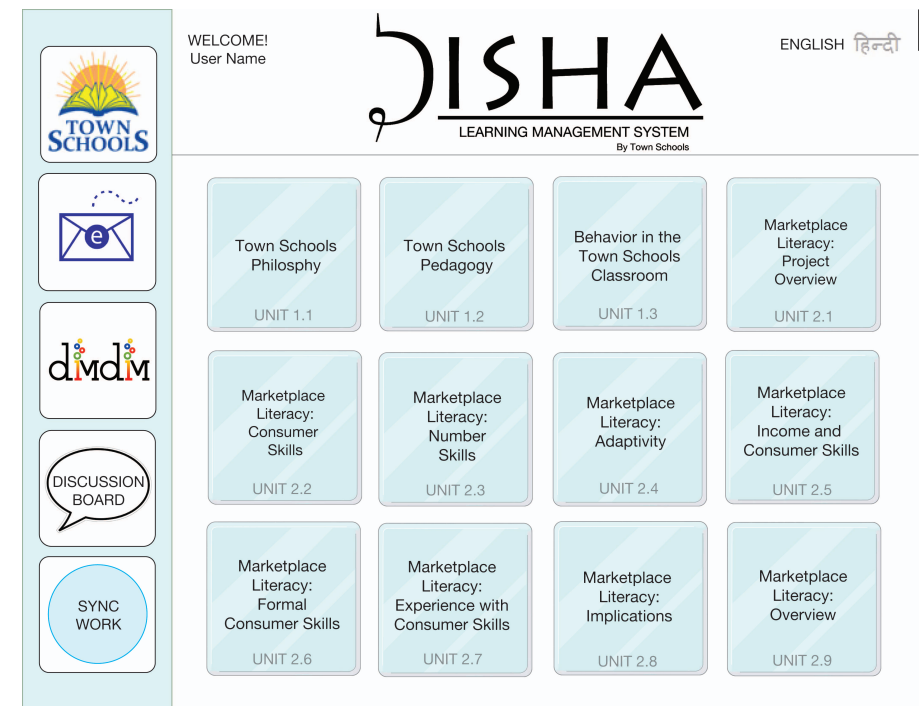 WELCOME!
User Name
DISHA
LEARNING MANAGEMENT SYSTEM
By Town Schools
ENGLISH हिन्दी
TOWN
SCHOOLS
e
dimdim
DISCUSSION
BOARD
SYNC
WORK
Town Schools
Philosphy
UNIT 1.1
Town Schools
Pedagogy
UNIT 1.2
Behavior in the
Town Schools
Classroom
UNIT 1.3
Marketplace
Literacy:
Project
Overview
UNIT 2.1
Marketplace
Literacy:
Consumer
Skills
UNIT 2.2
Marketplace
Literacy:
Number
Skills
UNIT 2.3
Marketplace
Literacy:
Adaptivity
UNIT 2.4
Marketplace
Literacy:
Income and
Consumer Skills
UNIT 2.5
Marketplace
Literacy:
Formal
Consumer Skills
UNIT 2.6
Marketplace
Literacy:
Experience with
Consumer Skills
UNIT 2.7
Marketplace
Literacy:
Implications
UNIT 2.8
Marketplace
Literacy:
Overview
UNIT 2.9